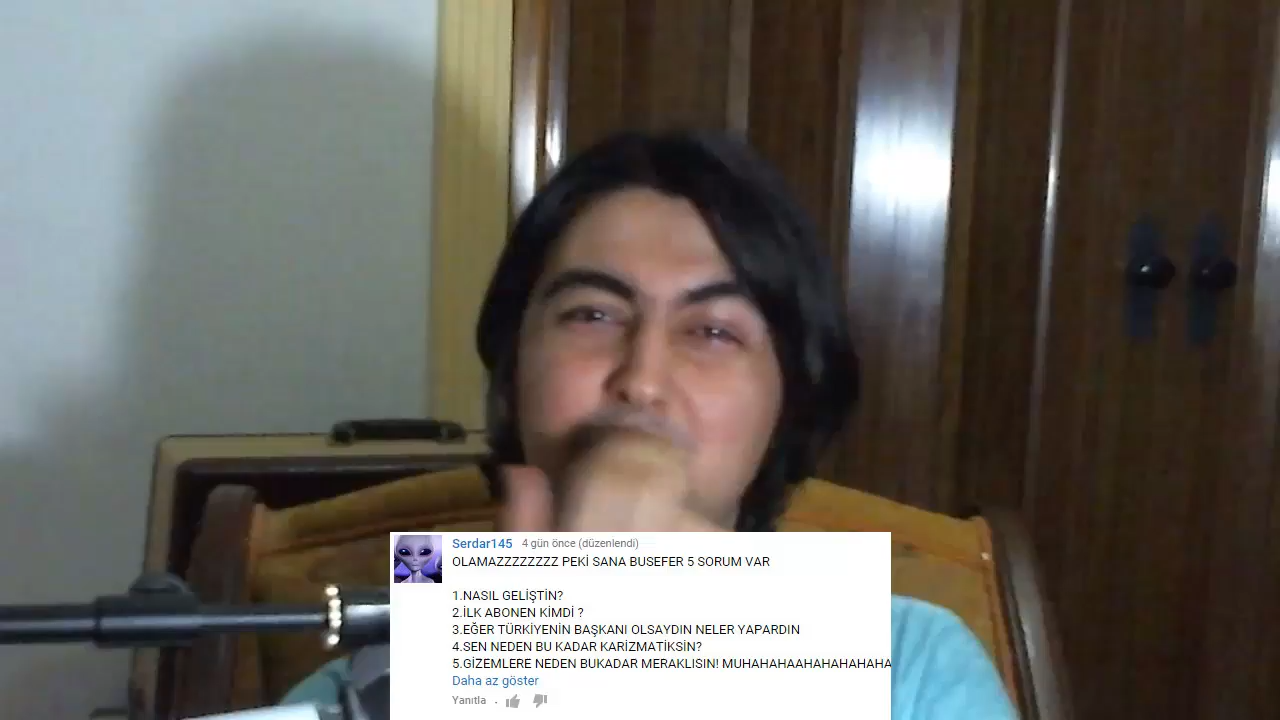 Serdar145 4 gün önce (düzenlendi)
OLAMAZZZZZZZZ PEKİ SANA BUSEFER 5 SORUM VAR
1.NASIL GELİŞTİN?
2.İLK ABONEN KİMDİ ?
3.EĞER TÜRKİYENİN BAŞKANI OLSAYDIN NELER YAPARDIN
4.SEN NEDEN BU KADAR KARİZMATİKSİN?
5.GİZEMLERE NEDEN BUKADAR MERAKLISIN! MUHAHAHAAHAHAHAHAHA
Daha az göster
Yanıtla